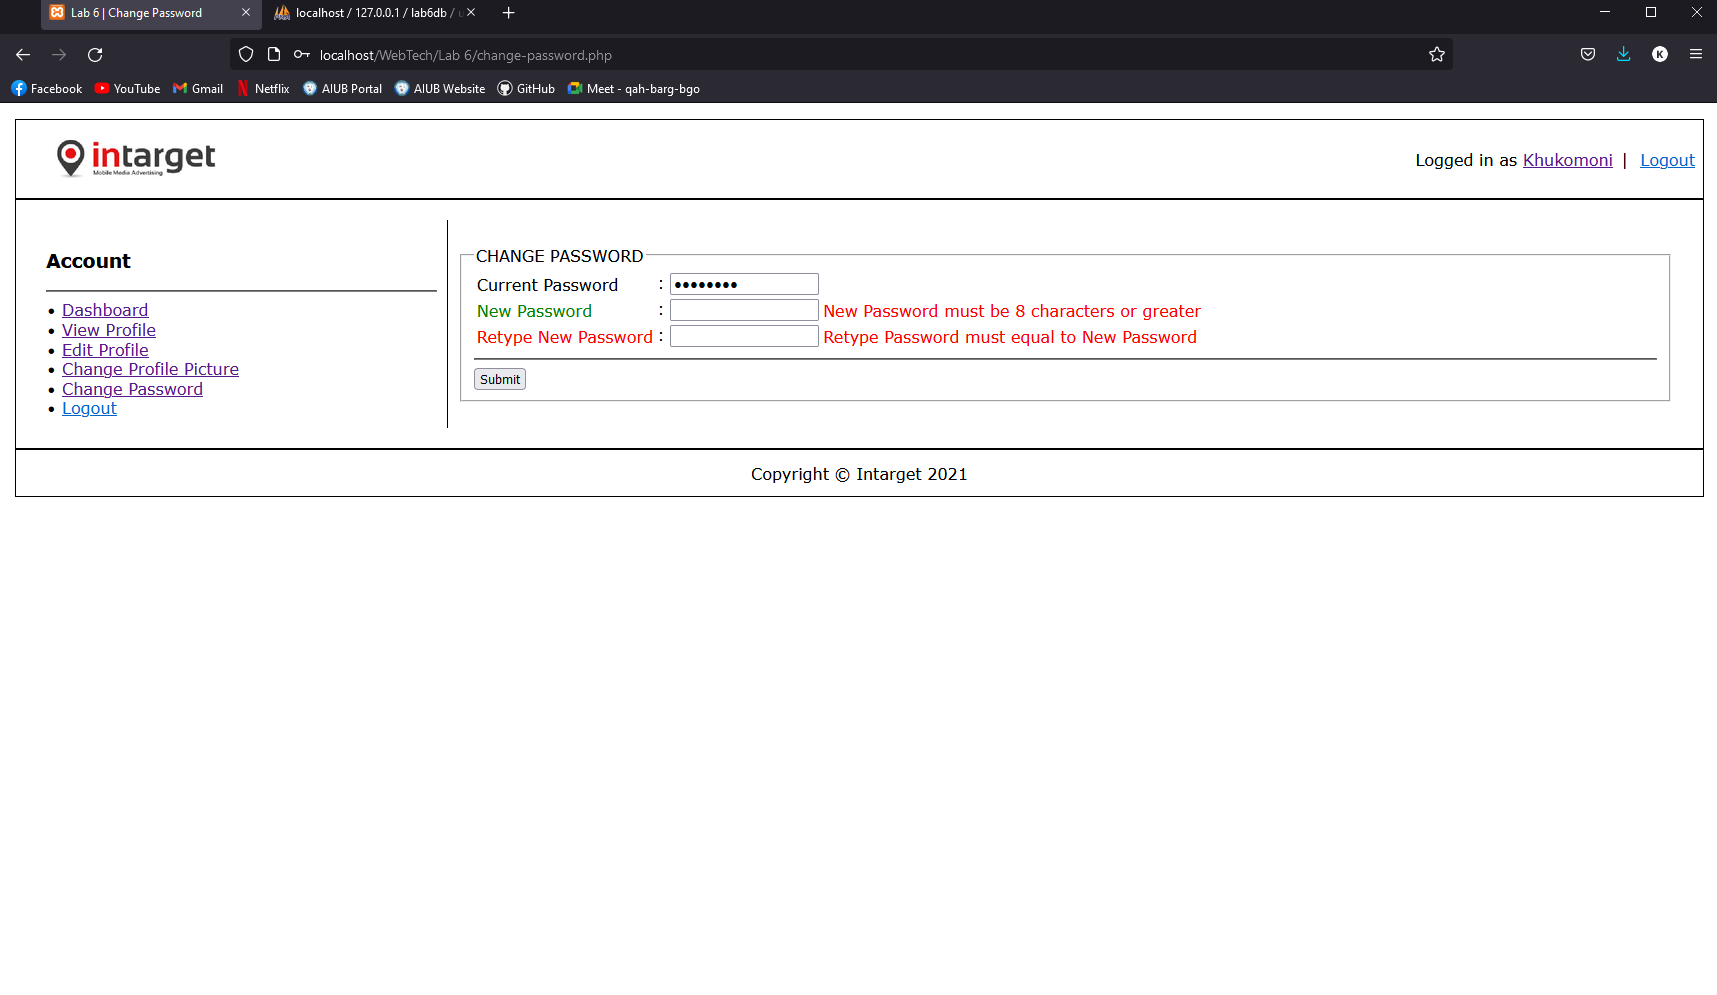 Lab 6 | Change Password
localhost / 127.0.0.1 / lab6db /
localhost/WebTech/Lab 6/change-password.php
K
Facebook YouTube Gmail Netflix AIUB Portal AIUB Website GitHub Meet - qah-barg-bgo
intarget
Mobile Media Advertising
Logged in as Khukomoni | Logout
Account
• Dashboard
• View Profile
• Edit Profile
• Change Profile Picture
• Change Password
• Logout
CHANGE PASSWORD
Current Password : ••••••••
New Password : New Password must be 8 characters or greater
Retype New Password : Retype Password must equal to New Password
Submit
Copyright © Intarget 2021